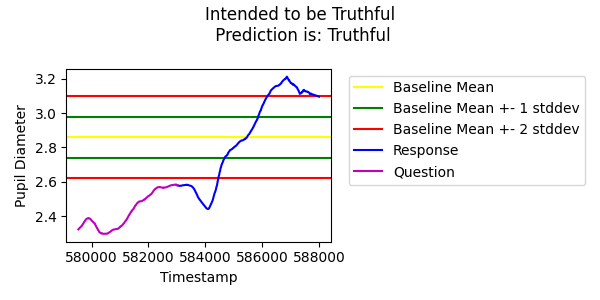 Intended to be Truthful
Prediction is: Truthful
3.2
3.0
2.8
2.6
2.4
Pupil Diameter
580000 582000 584000 586000 588000
Timestamp
Baseline Mean
Baseline Mean +- 1 stddev
Baseline Mean +- 2 stddev
Response
Question